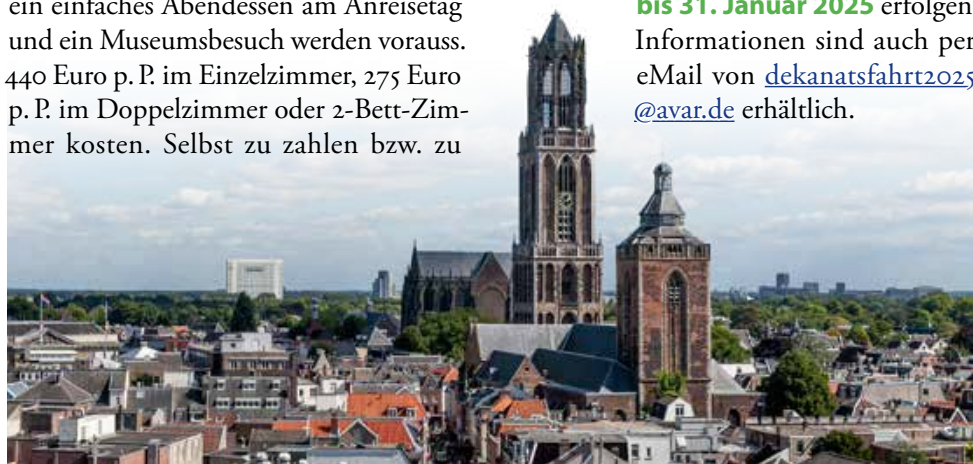 ein einfaches Abendessen am Anreisetag
und ein Museumsbesuch werden vorauss.
440 Euro p. P. im Einzelzimmer, 275 Euro
p. P. im Doppelzimmer oder 2-Bett-Zim-
mer kosten. Selbst zu zahlen bzw. zu
bis 31. Januar 2025 erfolgen
Informationen sind auch per
eMail von dekanatsfahrt2025
@avar.de erhältlich.